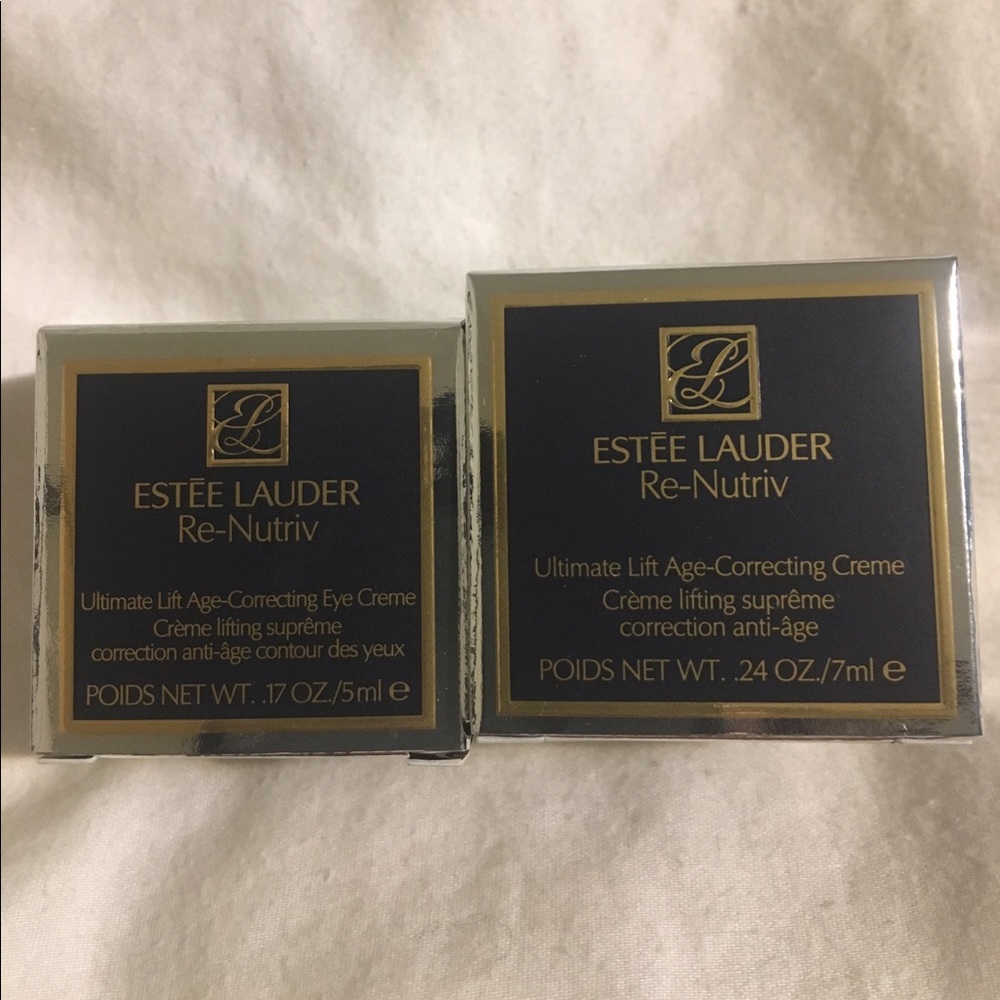 EL
ESTĒE LAUDER
Re-Nutriv
Ultimate Lift Age-Correcting Eye Creme
Crème lifting suprême
correction anti-âge contour des yeux
POIDS NET WT. .17 OZ./5ml ℮
EL
ESTĒE LAUDER
Re-Nutriv
Ultimate Lift Age-Correcting Creme
Crème lifting suprême
correction anti-âge
POIDS NET WT. .24 OZ./7ml ℮